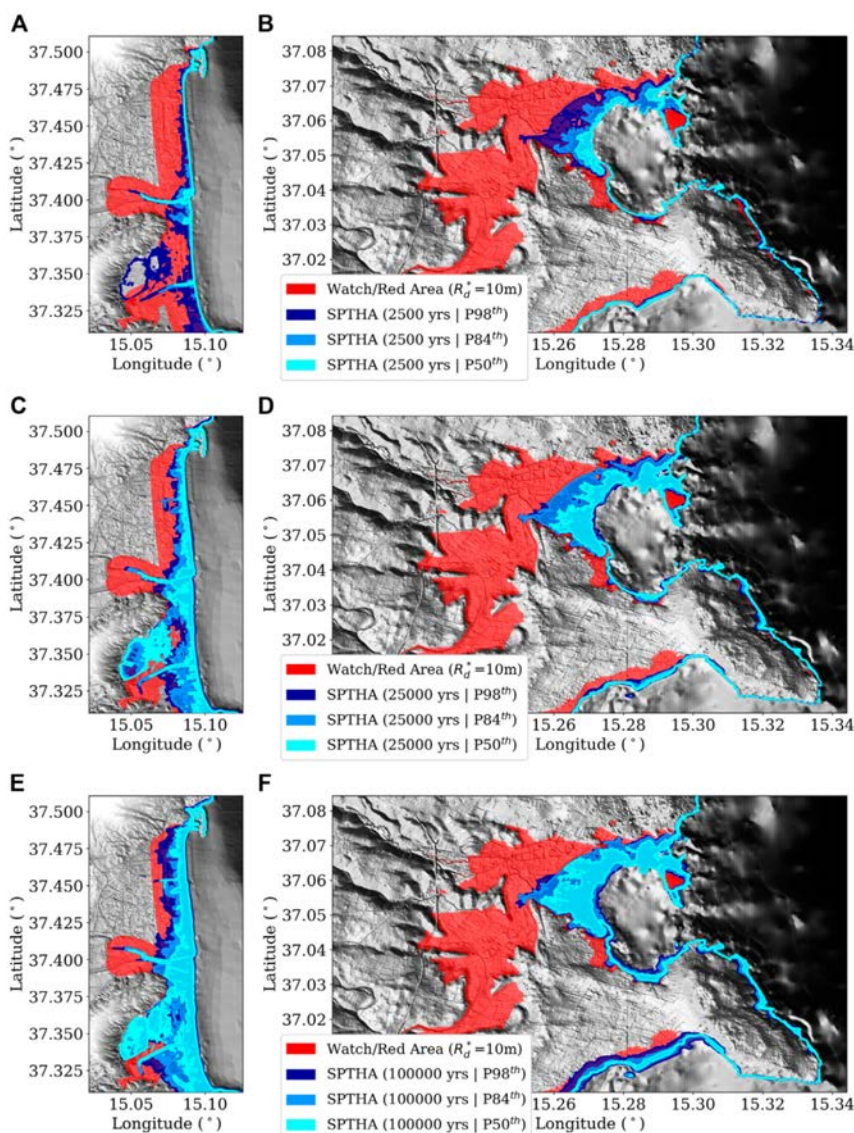 A
37.500
37.475
37.450
37.425
37.400
37.375
37.350
37.325
Latitude (°)
15.05 15.10
Longitude (°)
B
37.08
37.07
37.06
37.05
37.04
37.03
37.02
Latitude (°)
15.26 15.28 15.30 15.32 15.34
Longitude (°)
Watch/Red Area (R*d=10m)
SPTHA (2500 yrs | P98th)
SPTHA (2500 yrs | P84th)
SPTHA (2500 yrs | P50th)
C
37.500
37.475
37.450
37.425
37.400
37.375
37.350
37.325
Latitude (°)
15.05 15.10
Longitude (°)
D
37.08
37.07
37.06
37.05
37.04
37.03
37.02
Latitude (°)
15.26 15.28 15.30 15.32 15.34
Longitude (°)
Watch/Red Area (R*d=10m)
SPTHA (25000 yrs | P98th)
SPTHA (25000 yrs | P84th)
SPTHA (25000 yrs | P50th)
E
37.500
37.475
37.450
37.425
37.400
37.375
37.350
37.325
Latitude (°)
15.05 15.10
Longitude (°)
F
37.08
37.07
37.06
37.05
37.04
37.03
37.02
Latitude (°)
15.26 15.28 15.30 15.32 15.34
Longitude (°)
Watch/Red Area (R*d=10m)
SPTHA (100000 yrs | P98th)
SPTHA (100000 yrs | P84th)
SPTHA (100000 yrs | P50th)